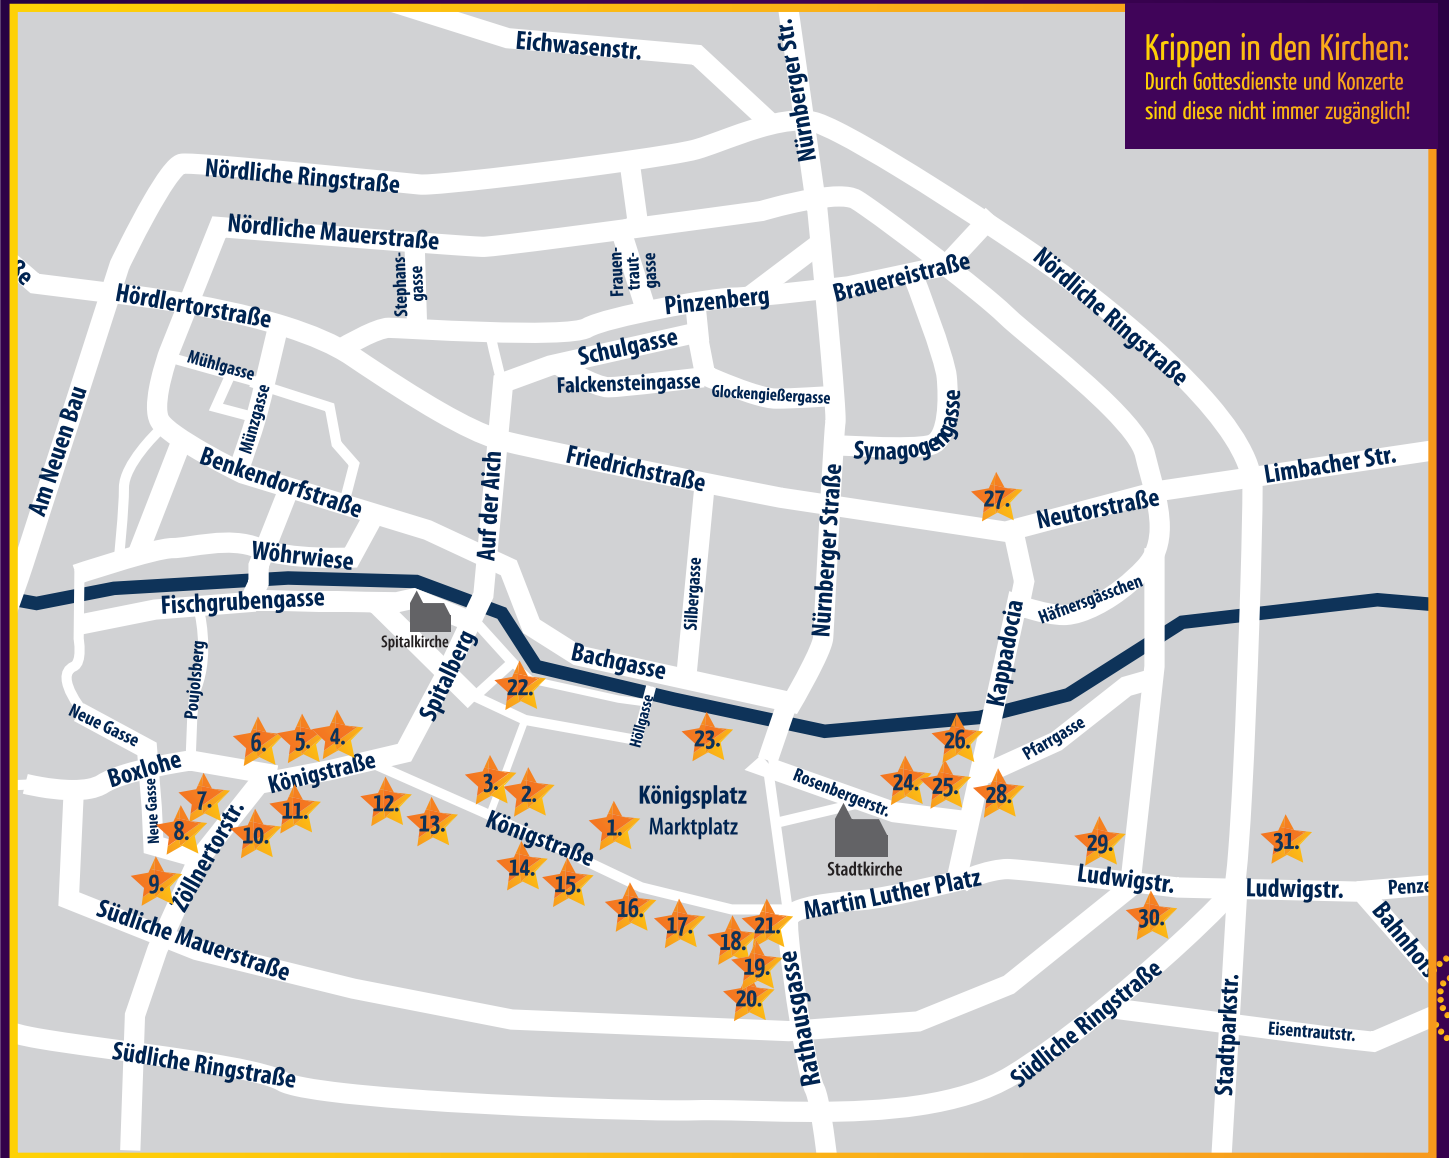 Krippen in den Kirchen:
Durch Gottesdienste und Konzerte
sind diese nicht immer zugänglich!
Eichwasenstr.
Nürnberger Str.
Nördliche Ringstraße
Nördliche Mauerstraße
Stephans-
gasse
Frauen-
traut-
gasse
Pinzenberg
Brauereistraße
Nördliche Ringstraße
ße
Hördlertorstraße
Schulgasse
Mühlgasse
Falckensteingasse
Glockengießergasse
Münzgasse
Am Neuen Bau
Synagogengasse
Benkendorfstraße
Auf der Aich
Friedrichstraße
Nürnberger Straße
Limbacher Str.
27.
Neutorstraße
Wöhrwiese
Fischgrubengasse
Spitalkirche
Silbergasse
Häfnersgässchen
Kappadocia
Poujolsberg
Spitalberg
Bachgasse
22.
Höllgasse
Neue Gasse
6.
5.
4.
23.
26.
Pfarrgasse
Boxlohe
Königstraße
Neue Gasse
7.
8.
9.
10.
11.
12.
13.
3.
2.
1.
Königsplatz
Marktplatz
Rosenbergerstr.
24.
25.
28.
Zöllnertorstr.
Königstraße
14.
15.
16.
17.
18.
21.
19.
20.
Stadtkirche
Martin Luther Platz
29.
31.
Ludwigstr.
Ludwigstr.
Penze
30.
Bahnhofs
Südliche Mauerstraße
Rathausgasse
Südliche Ringstraße
Stadtparkstr.
Eisentrautstr.
Südliche Ringstraße